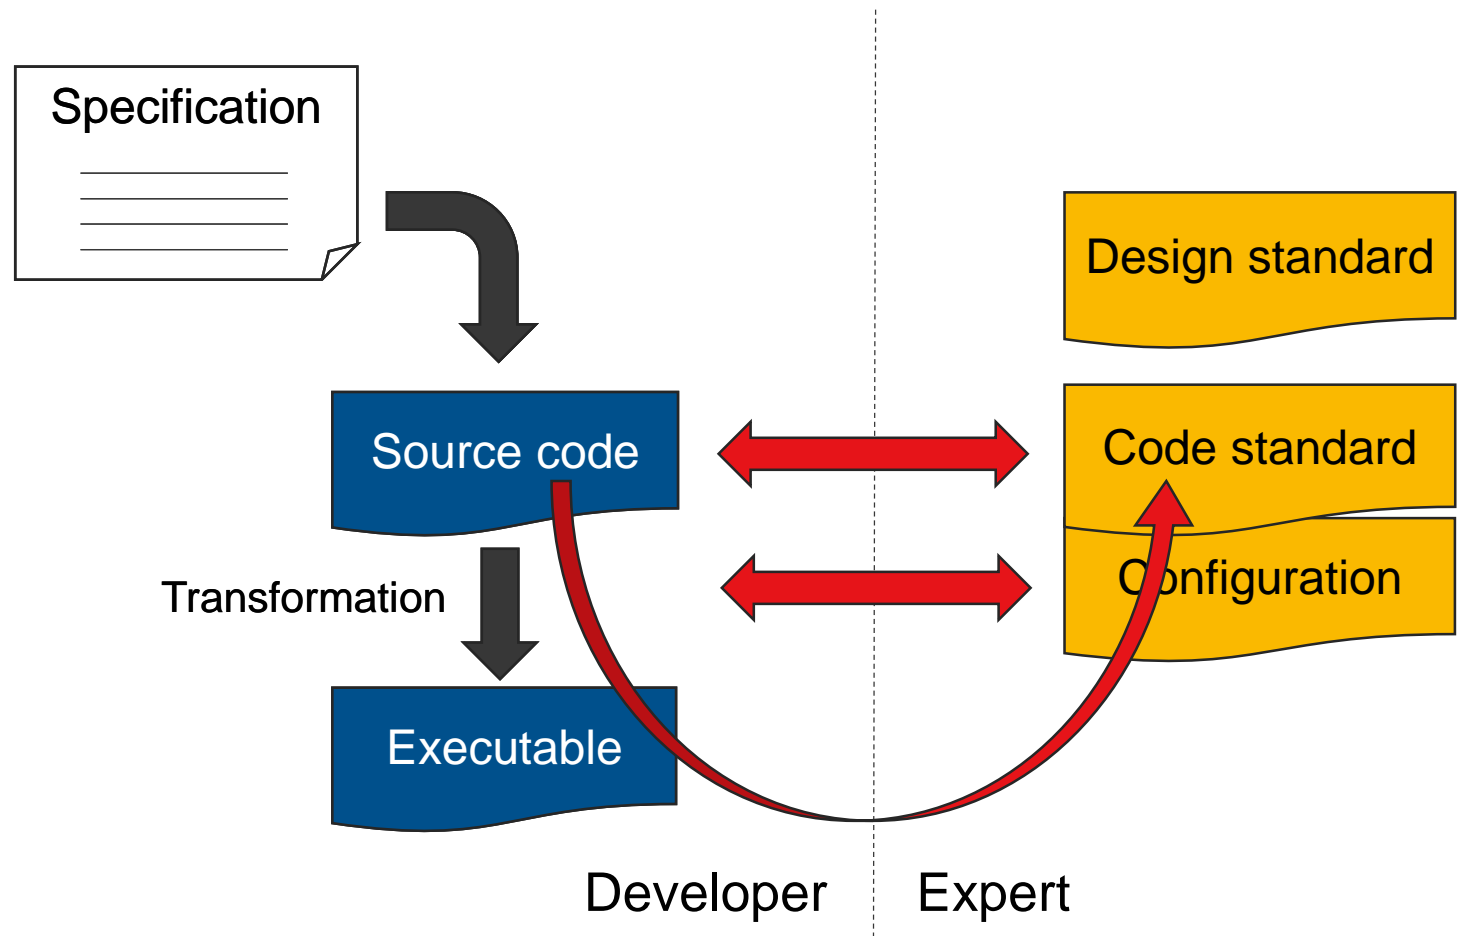 Specification
Design standard
Source code
Code standard
Transformation
Configuration
Executable
Developer
Expert